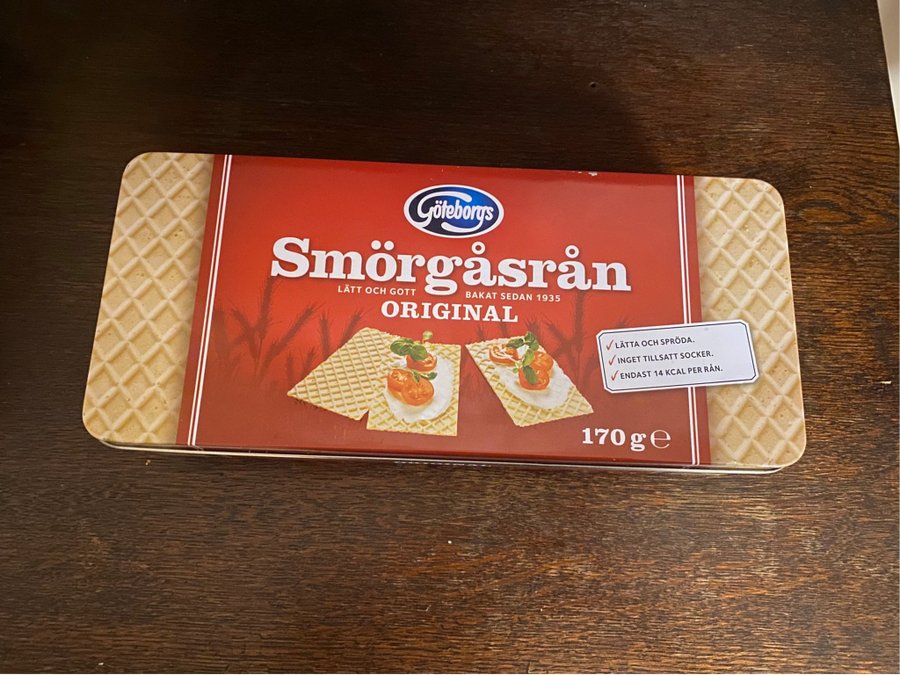 Göteborgs
Smörgåsrån
LÄTT OCH GOTT BAKAT SEDAN 1935
ORIGINAL
✓ LÄTTA OCH SPRÖDA.
✓ INGET TILLSATT SOCKER.
✓ ENDAST 14 KCAL PER RÅN.
170 g ℮